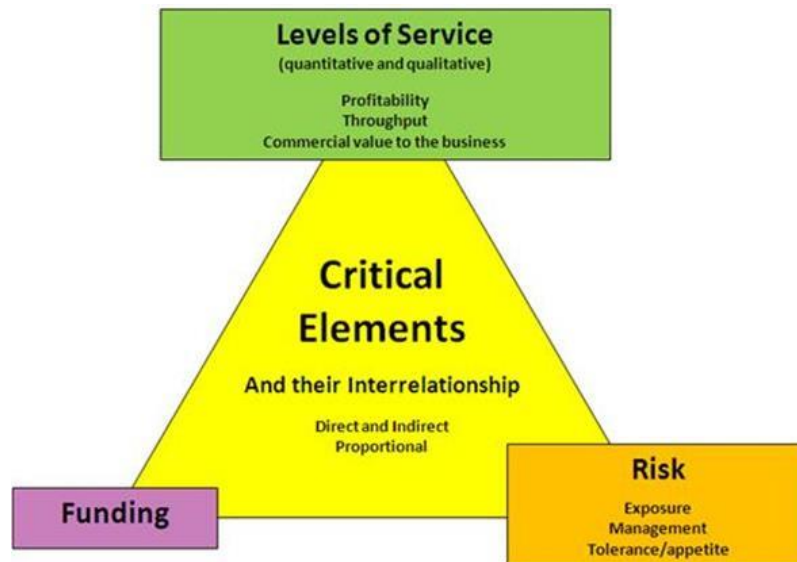 Levels of Service
(quantitative and qualitative)
Profitability
Throughput
Commercial value to the business
Critical
Elements
And their Interrelationship
Direct and Indirect
Proportional
Funding
Risk
Exposure
Management
Tolerance/appetite